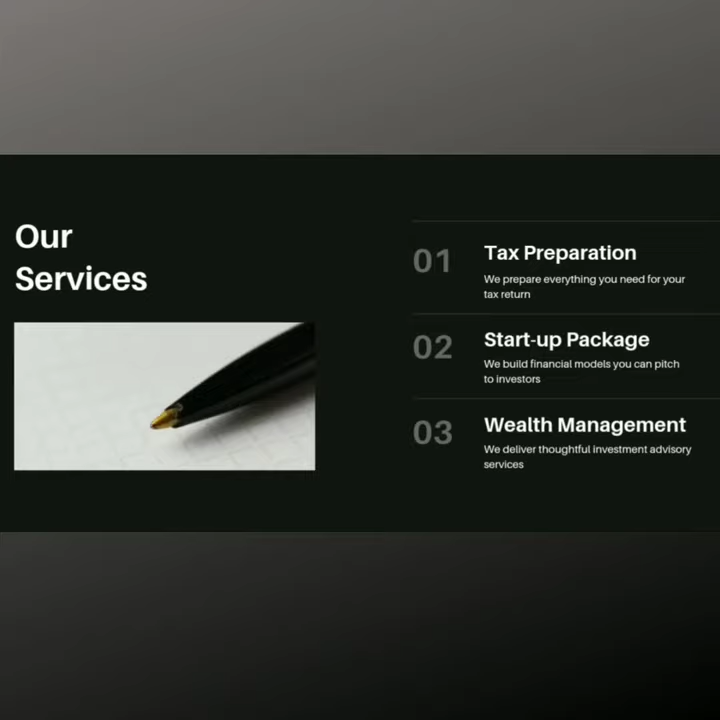 Our
Services
01
Tax Preparation
We prepare everything you need for your
tax return
02
Start-up Package
We build financial models you can pitch
to investors
03
Wealth Management
We deliver thoughtful investment advisory
services